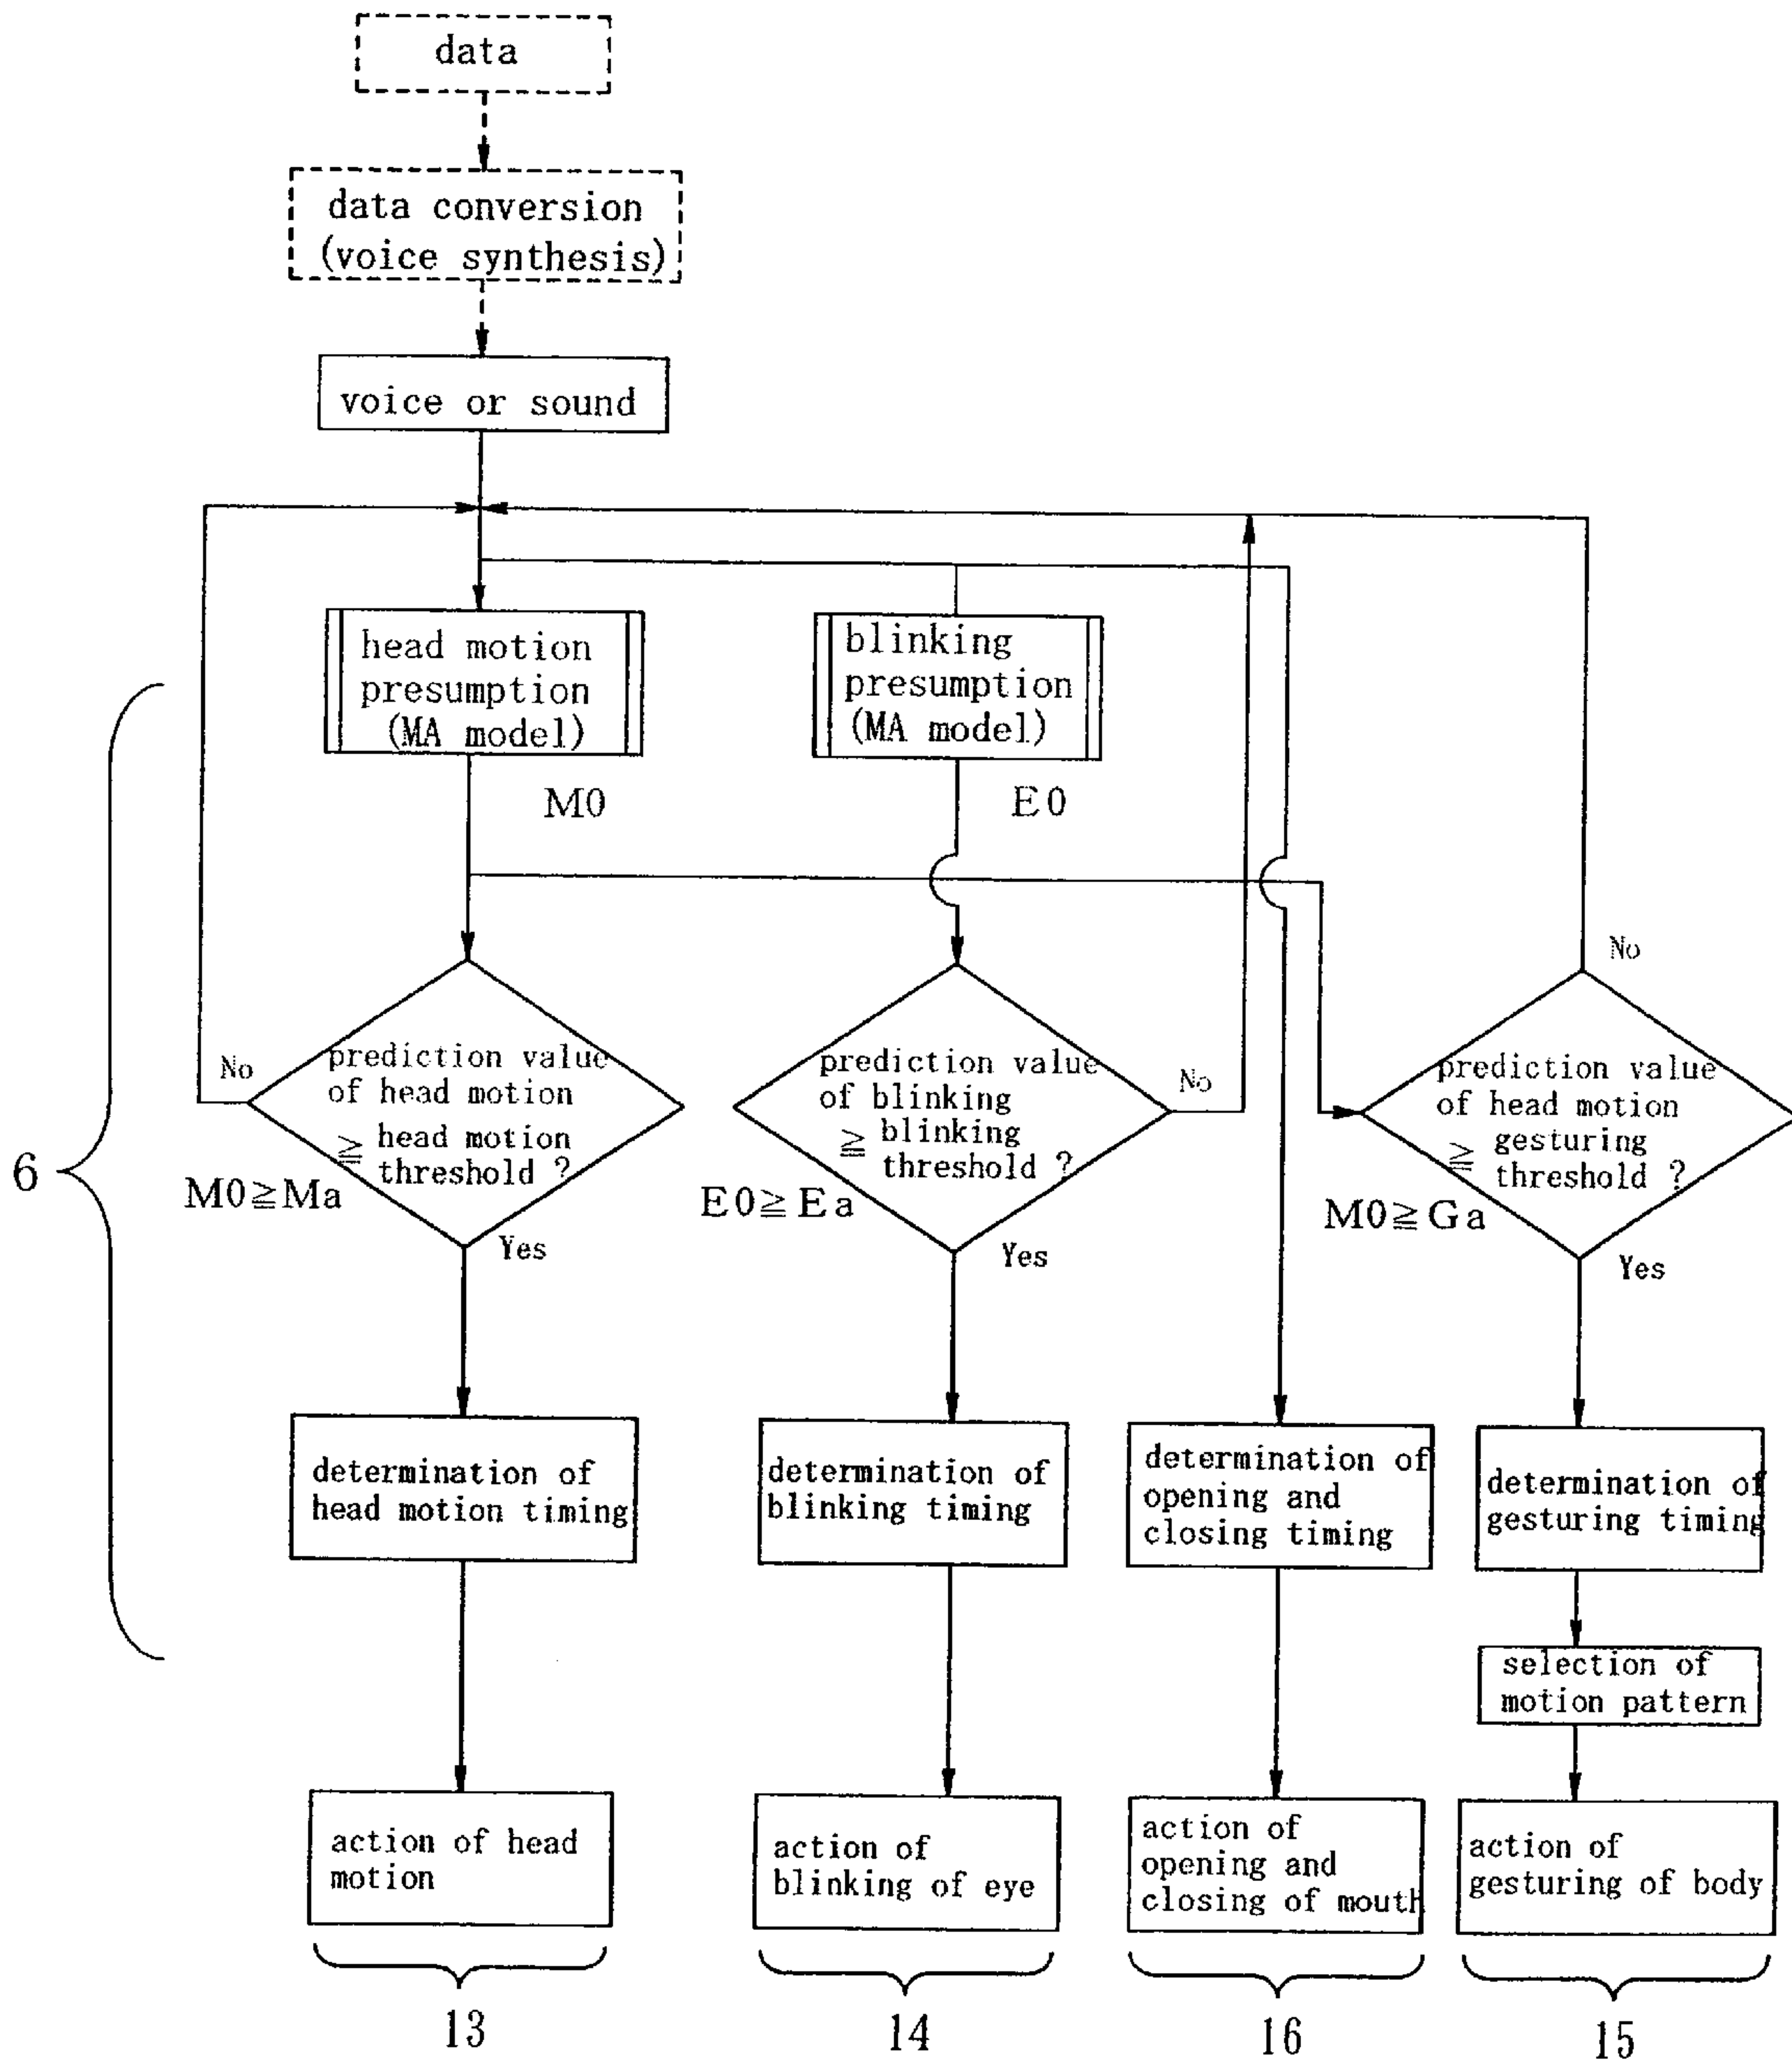 data
data conversion
(voice synthesis)
voice or sound
head motion
presumption
(MA model)
blinking
presumption
(MA model)
M0
E0
No
prediction value
of head motion
≧ head motion
threshold ?
M0≧Ma
Yes
prediction value
of blinking
≧ blinking
threshold ?
No
E0≧Ea
Yes
No
prediction value
of head motion
≧ gesturing
threshold ?
M0≧Ga
Yes
6
determination of
head motion timing
determination of
blinking timing
determination of
opening and
closing timing
determination of
gesturing timing
selection of
motion pattern
action of head
motion
action of
blinking of eye
action of
opening and
closing of mouth
action of
gesturing of body
13
14
16
15